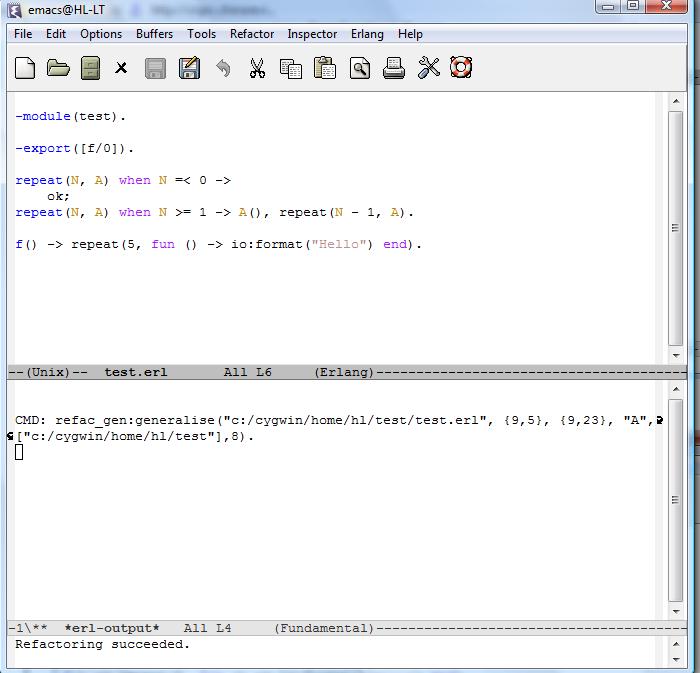 emacs@HL-LT
File Edit Options Buffers Tools Refactor Inspector Erlang Help
-module(test).
-export([f/0]).
repeat(N, A) when N =< 0 ->
ok;
repeat(N, A) when N >= 1 -> A(), repeat(N - 1, A).
f() -> repeat(5, fun () -> io:format("Hello") end).
--(Unix)-- test.erl All L6 (Erlang)----------------------------------------
CMD: refac_gen:generalise("c:/cygwin/home/hl/test/test.erl", {9,5}, {9,23}, "A",
["c:/cygwin/home/hl/test"],8).
-1\** *erl-output* All L4 (Fundamental)----------------------------------------
Refactoring succeeded.